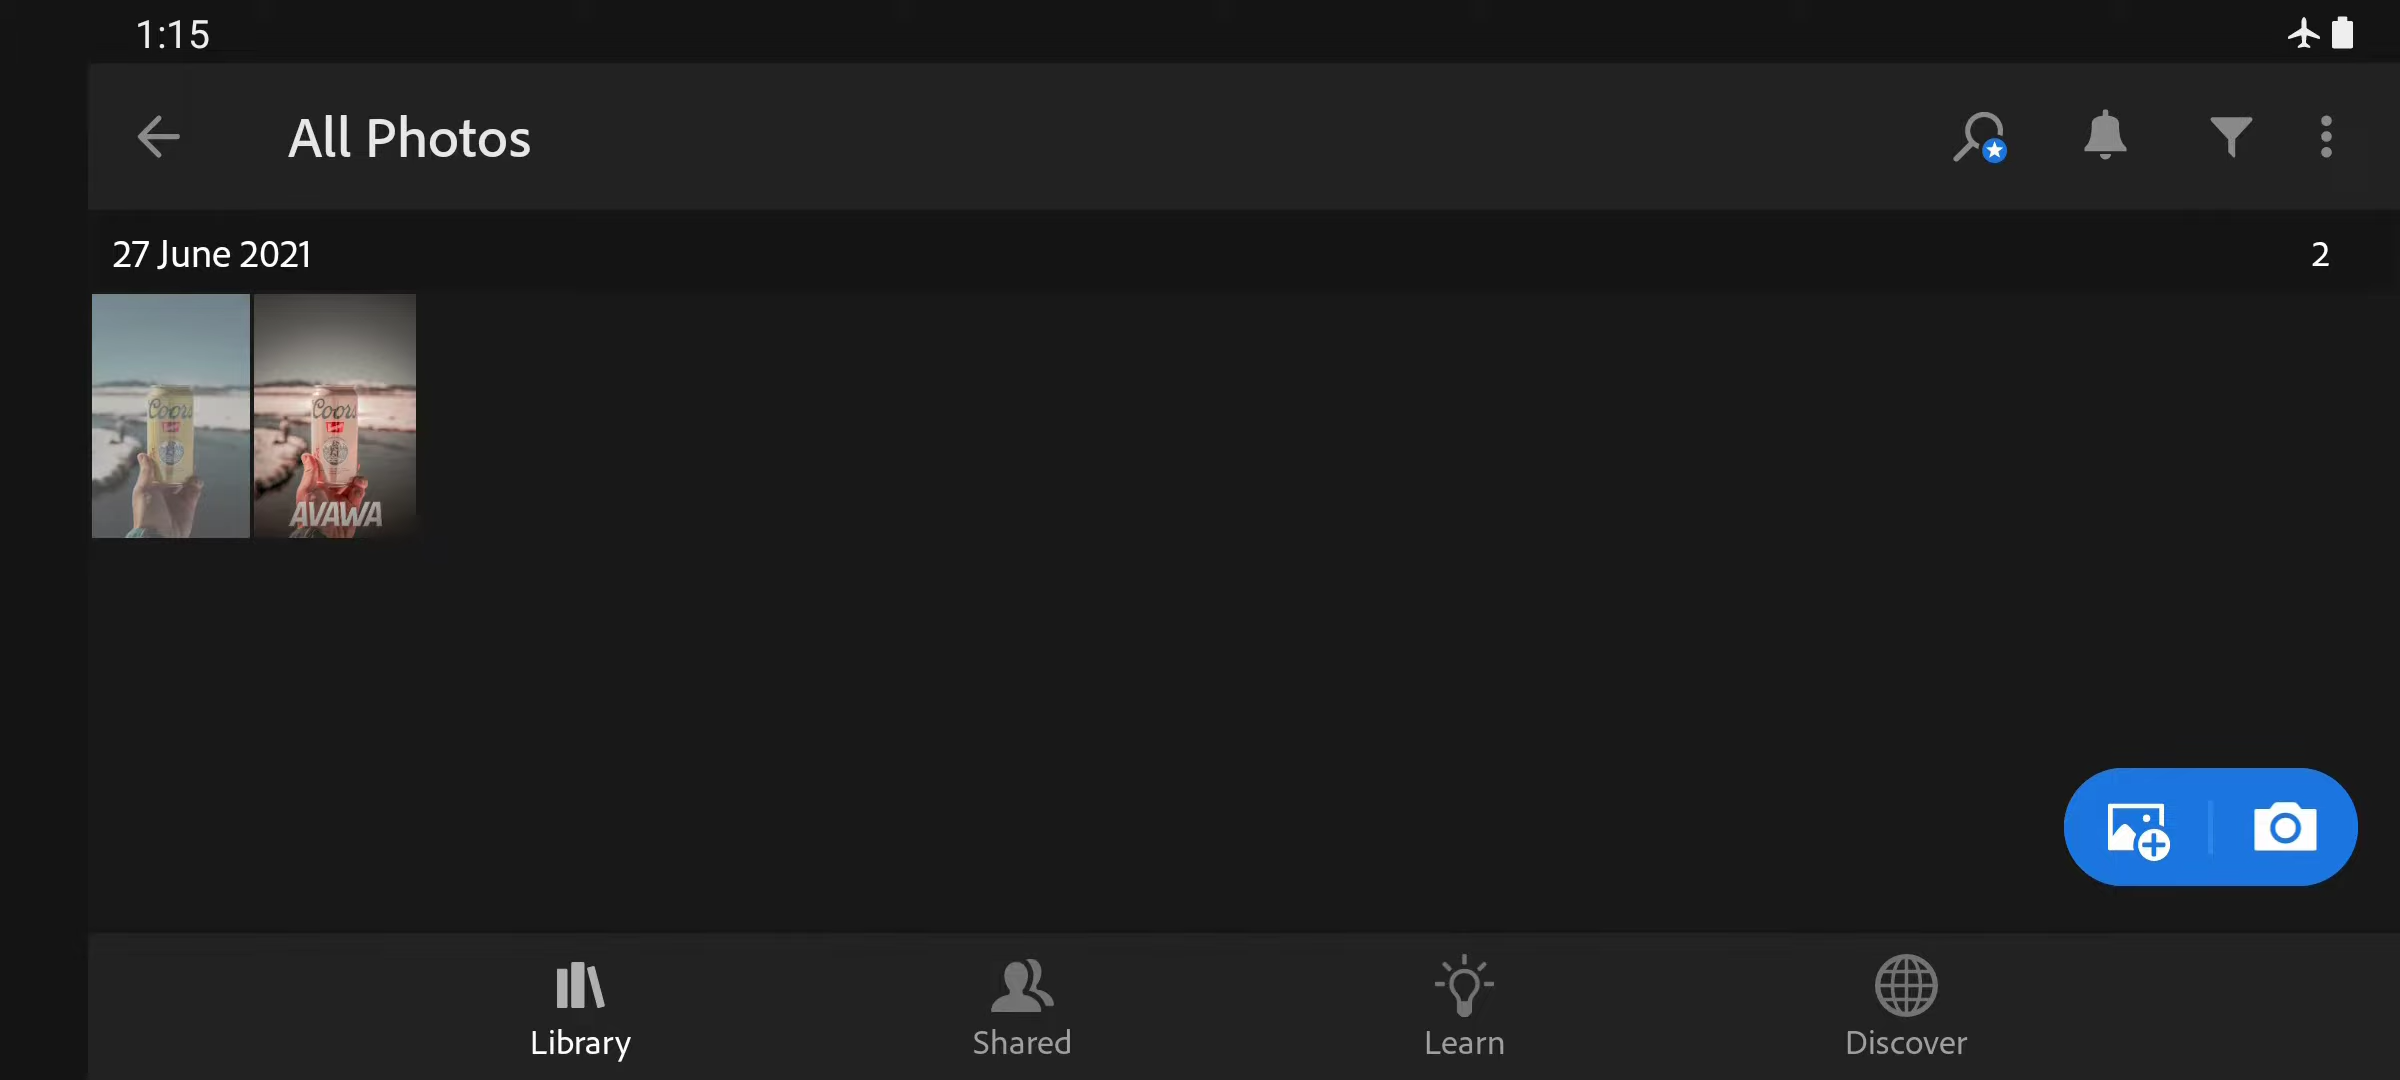 1:15
All Photos
27 June 2021
2
Coors
Coors
AVAWA
Library
Shared
Learn
Discover